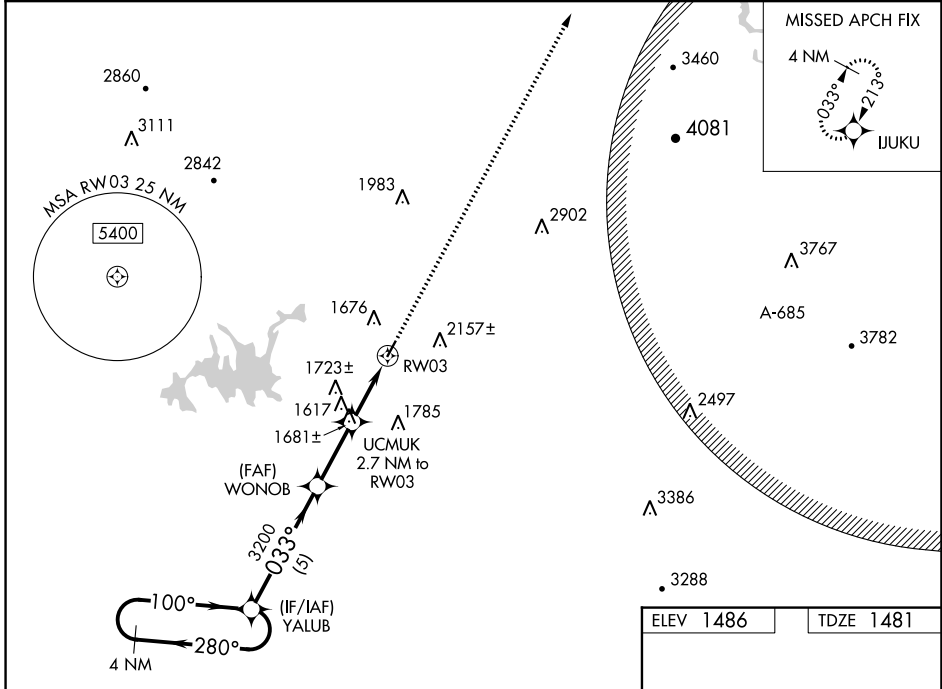 MISSED APCH FIX
4 NM
033°
213°
IJUKU
2860
3111
2842
3460
4081
MSA RW03 25 NM
5400
1983
2902
3767
A-685
3782
1676
2157±
RW03
1723±
1617
1681±
1785
2497
UCMUK
2.7 NM to
RW03
(FAF)
WONOB
3386
3200
033°
(5)
3288
100°
(IF/IAF)
YALUB
280°
4 NM
ELEV 1486
TDZE 1481